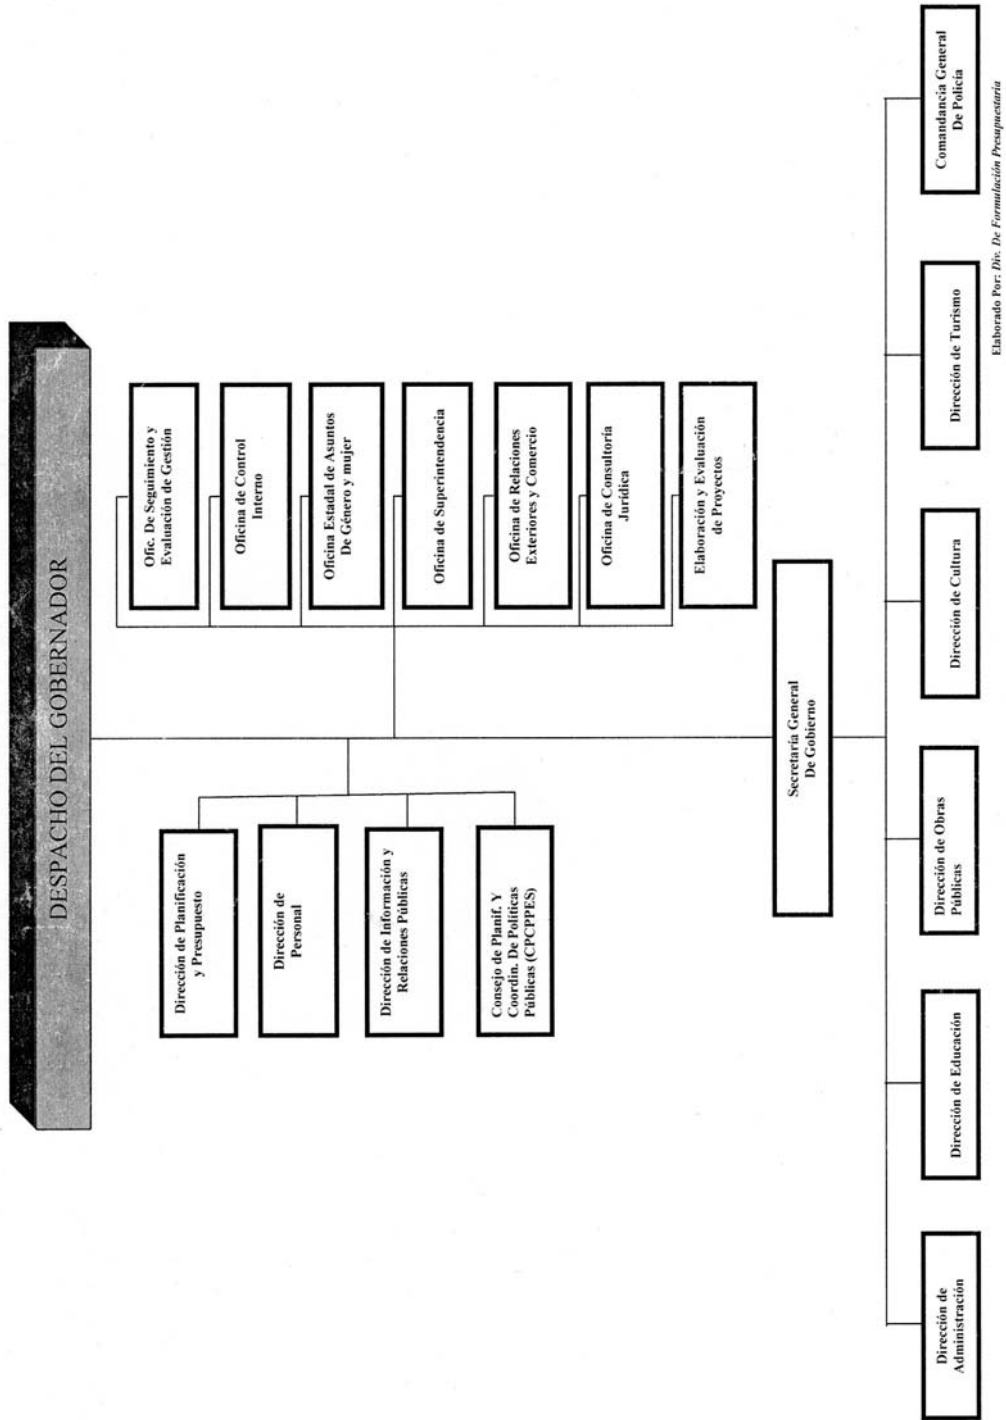 DESPACHO DEL GOBERNADOR
Dirección de Planificación
y Presupuesto
Dirección de
Personal
Dirección de Información y
Relaciones Públicas
Consejo de Planif. Y
Coordin. De Políticas
Públicas (CPCPPES)
Ofic. De Seguimiento y
Evaluación de Gestión
Oficina de Control
Interno
Oficina Estadal de Asuntos
De Género y mujer
Oficina de Superintendencia
Oficina de Relaciones
Exteriores y Comercio
Oficina de Consultoría
Jurídica
Elaboración y Evaluación
de Proyectos
Secretaría General
De Gobierno
Dirección de
Administración
Dirección de Educación
Dirección de Obras
Públicas
Dirección de Cultura
Dirección de Turismo
Comandancia General
De Policía
Elaborado Por: Div. De Formulación Presupuestaria